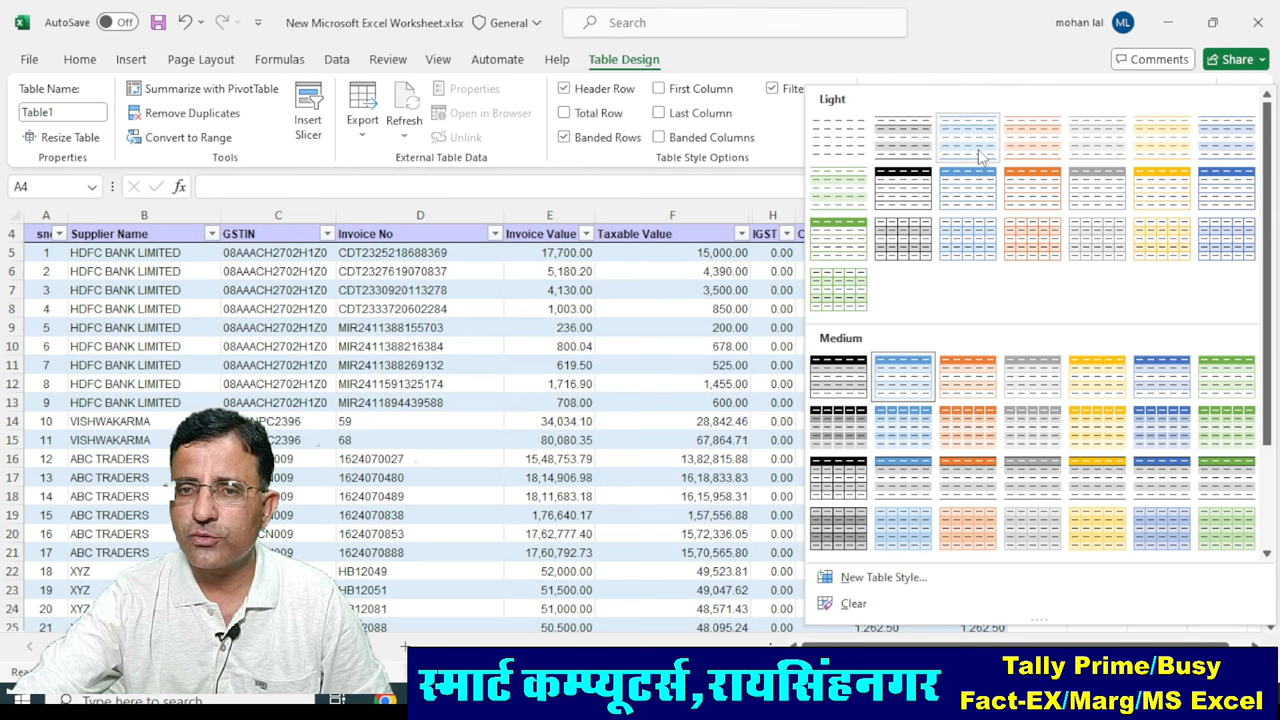 AutoSave Off New Microsoft Excel Worksheet.xlsx General Search mohan lal ML
File Home Insert Page Layout Formulas Data Review View Automate Help Table Design Comments Share
Table Name:
Table1
Resize Table
Properties
Summarize with PivotTable
Remove Duplicates
Convert to Range
Tools
Insert
Slicer
Export
Refresh
Properties
Open in Browser
Unlink
External Table Data
Header Row First Column Filte
Total Row Last Column
Banded Rows Banded Columns
Table Style Options
A4 fx
A B C D E F H
4 sn Supplier Name GSTIN Invoice No Invoice Value Taxable Value IGST C
5 1 HDFC BANK LIMITED 08AAACH2702H1Z0 CDT2325218688369 17,700.00 15,000.00 0.00
6 2 HDFC BANK LIMITED 08AAACH2702H1Z0 CDT2327619070837 5,180.20 4,390.00 0.00
7 3 HDFC BANK LIMITED 08AAACH2702H1Z0 CDT2330920113278 4,130.00 3,500.00 0.00
8 4 HDFC BANK LIMITED 08AAACH2702H1Z0 CDT2333720602284 1,003.00 850.00 0.00
9 5 HDFC BANK LIMITED 08AAACH2702H1Z0 MIR2411388155703 236.00 200.00 0.00
10 6 HDFC BANK LIMITED 08AAACH2702H1Z0 MIR2411388216384 800.04 678.00 0.00
11 7 HDFC BANK LIMITED 08AAACH2702H1Z0 MIR2411388269132 619.50 525.00 0.00
12 8 HDFC BANK LIMITED 08AAACH2702H1Z0 MIR2411591325187 1,716.90 1,455.00 0.00
13 9 HDFC BANK LIMITED 08AAACH2702H1Z0 MIR2411894439580 708.00 600.00 0.00
14 10 VISHWAKARMA 59 34,034.10 28,842.46 0.00
15 11 VISHWAKARMA 68 80,080.35 67,864.71 0.00
16 12 ABC TRADERS 1624070027 15,48,753.79 13,82,815.88 0.00
17 13 ABC TRADERS 1624070480 18,14,906.98 16,18,833.83 0.00
18 14 ABC TRADERS 1624070489 18,11,683.18 16,15,958.31 0.00
19 15 ABC TRADERS 1624070838 1,76,640.17 1,57,556.88 0.00
20 16 ABC TRADERS 1624070853 17,62,777.40 15,72,336.05 0.00
21 17 ABC TRADERS 1624070888 17,60,792.73 15,70,565.80 0.00
22 18 XYZ HB12049 52,000.00 49,523.81 0.00
23 19 XYZ HB12051 51,500.00 49,047.62 0.00
24 20 XYZ HB12081 51,000.00 48,571.43 0.00
25 21 XYZ 50,500.00 48,095.24 0.00 1,262.50 1,262.50
Light
Medium
New Table Style...
Clear
Type here to search
स्मार्ट कम्प्यूटर्स,रायसिंहनगर
Tally Prime/Busy
Fact-EX/Marg/MS Excel